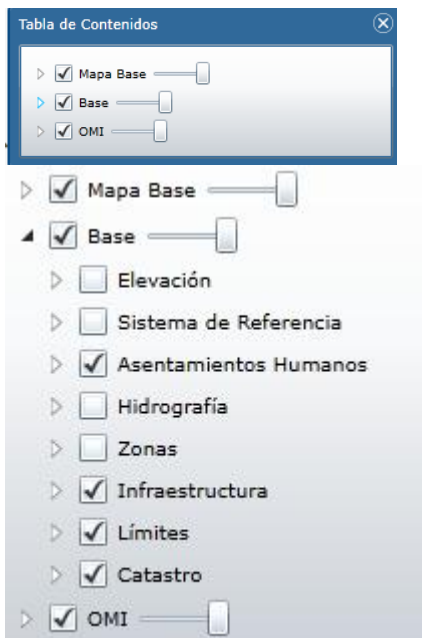 Tabla de Contenidos
Mapa Base
Base
OMI
Mapa Base
Base
Elevación
Sistema de Referencia
Asentamientos Humanos
Hidrografía
Zonas
Infraestructura
Límites
Catastro
OMI